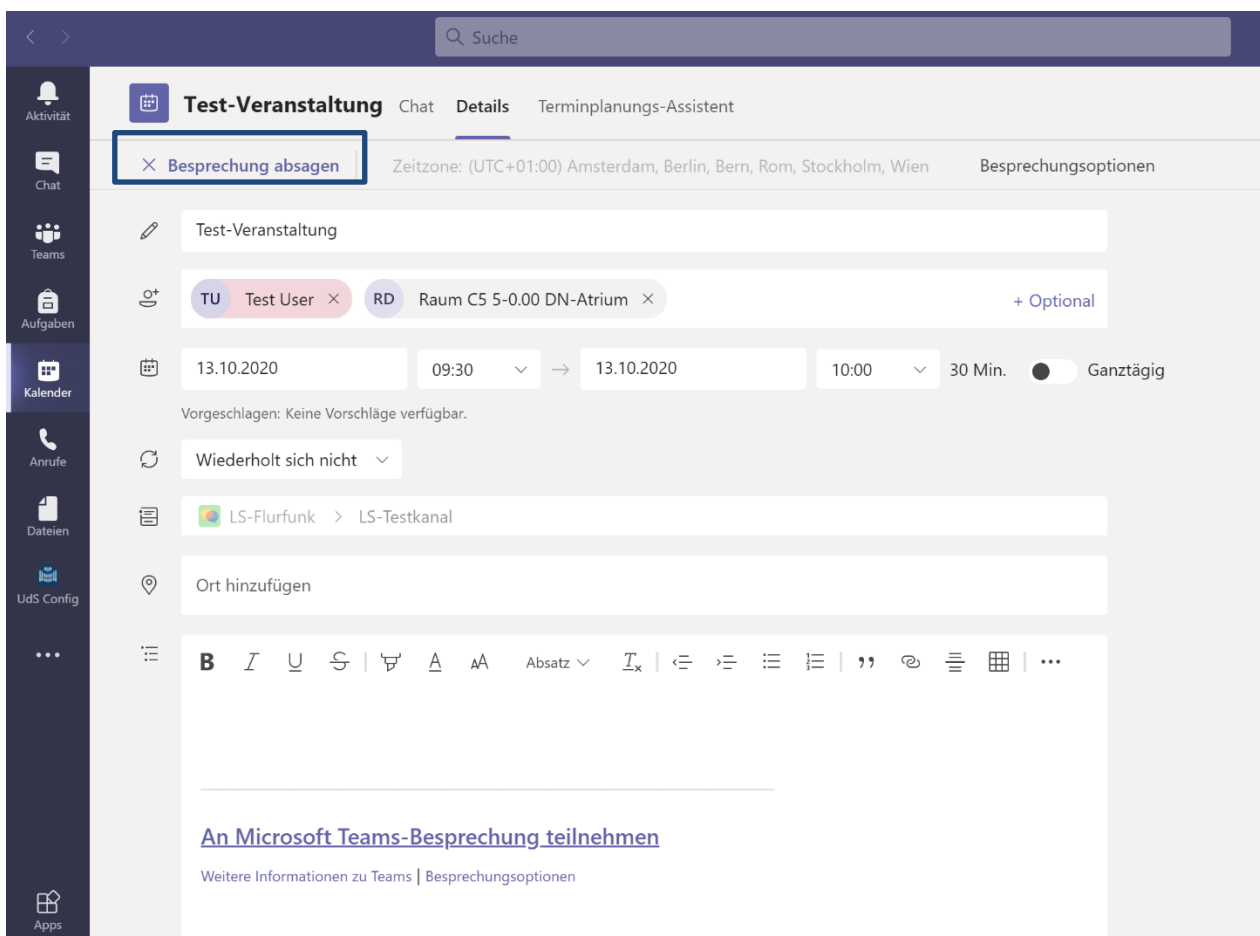 Suche
Aktivität
Chat
Teams
Aufgaben
Kalender
Anrufe
Dateien
UdS Config
Apps
Test-Veranstaltung Chat Details Terminplanungs-Assistent
Besprechung absagen Zeitzone: (UTC+01:00) Amsterdam, Berlin, Bern, Rom, Stockholm, Wien Besprechungsoptionen
Test-Veranstaltung
TU Test User × RD Raum C5 5-0.00 DN-Atrium × + Optional
13.10.2020 09:30 → 13.10.2020 10:00 30 Min. Ganztägig
Vorgeschlagen: Keine Vorschläge verfügbar.
Wiederholt sich nicht
LS-Flurfunk > LS-Testkanal
Ort hinzufügen
B I U S A AA Absatz Tx
An Microsoft Teams-Besprechung teilnehmen
Weitere Informationen zu Teams | Besprechungsoptionen